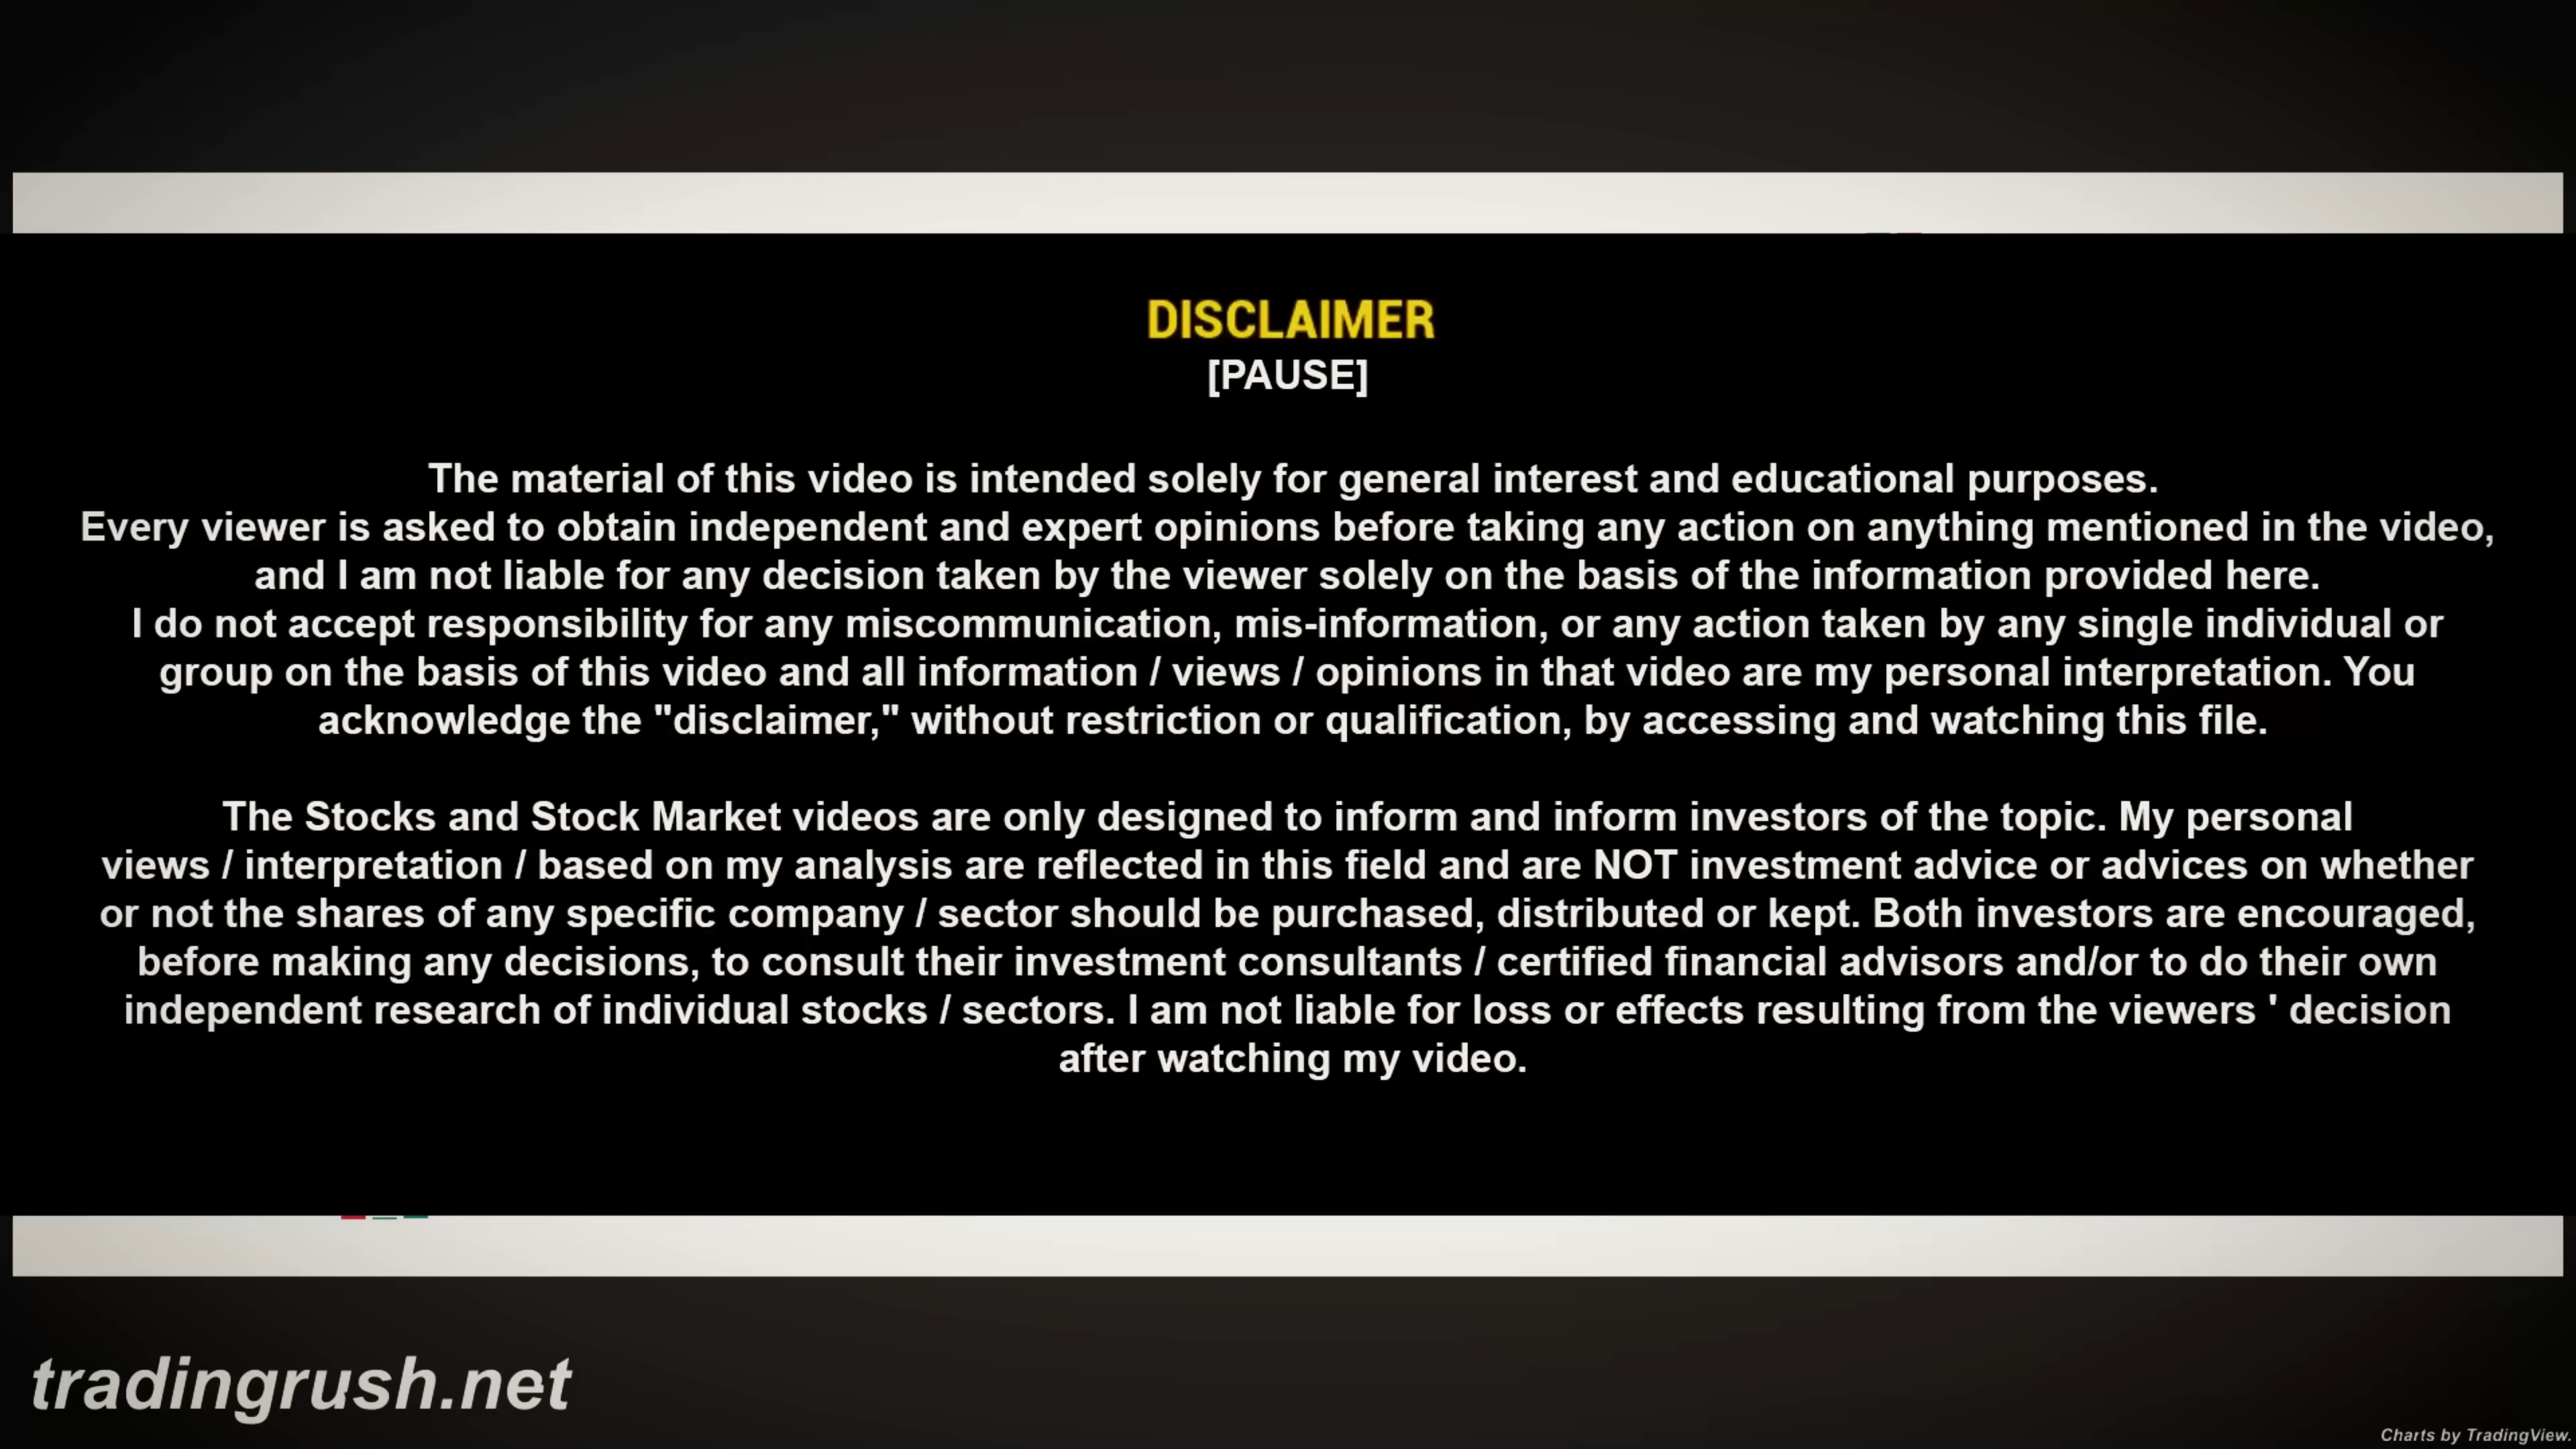 DISCLAIMER
[PAUSE]
The material of this video is intended solely for general interest and educational purposes.
Every viewer is asked to obtain independent and expert opinions before taking any action on anything mentioned in the video,
and I am not liable for any decision taken by the viewer solely on the basis of the information provided here.
I do not accept responsibility for any miscommunication, mis-information, or any action taken by any single individual or
group on the basis of this video and all information / views / opinions in that video are my personal interpretation. You
acknowledge the "disclaimer," without restriction or qualification, by accessing and watching this file.
The Stocks and Stock Market videos are only designed to inform and inform investors of the topic. My personal
views / interpretation / based on my analysis are reflected in this field and are NOT investment advice or advices on whether
or not the shares of any specific company / sector should be purchased, distributed or kept. Both investors are encouraged,
before making any decisions, to consult their investment consultants / certified financial advisors and/or to do their own
independent research of individual stocks / sectors. I am not liable for loss or effects resulting from the viewers ' decision
after watching my video.
tradingrush.net
Charts by TradingView.